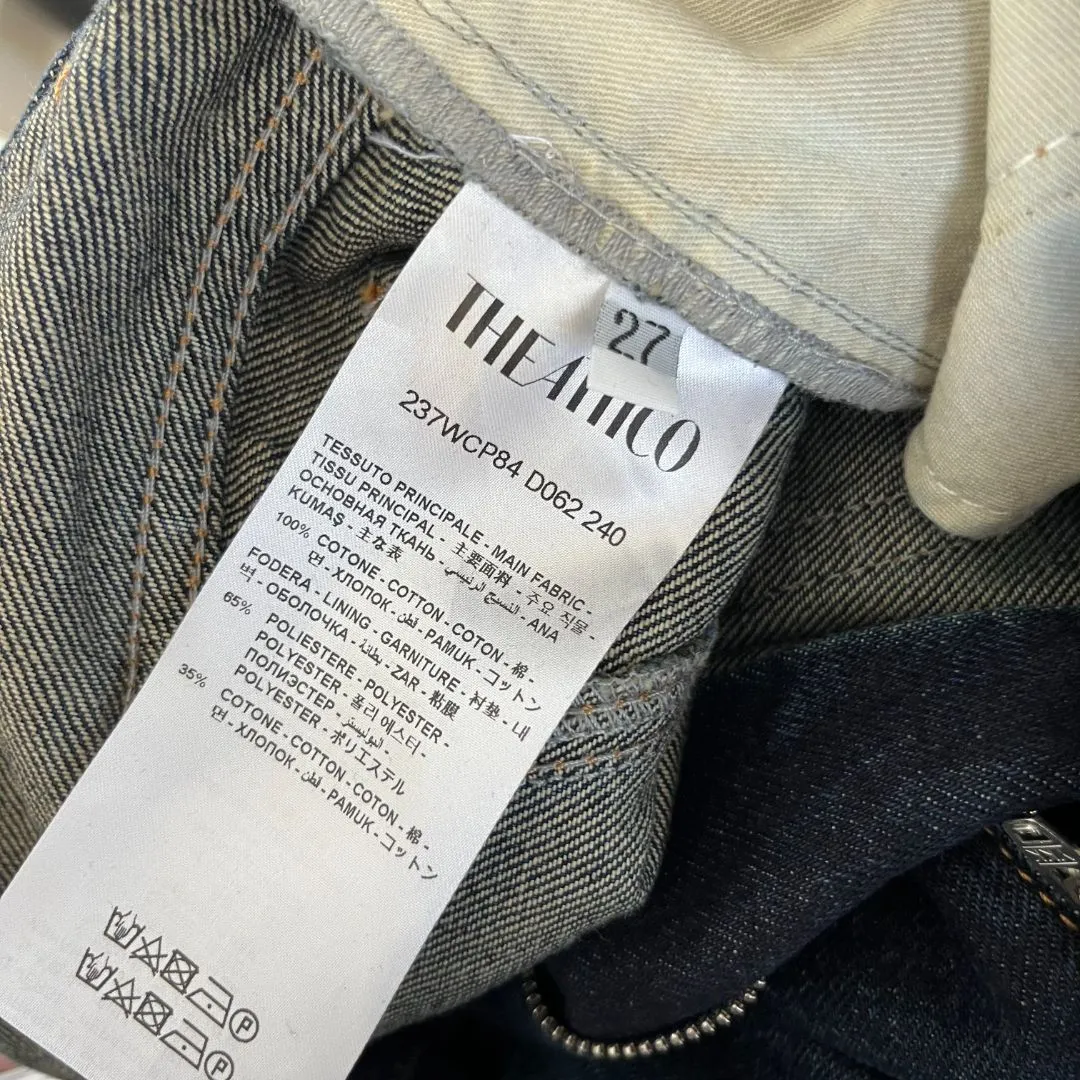 27
THEATTICO
237WCP84 D062 240
TESSUTO PRINCIPALE - MAIN FABRIC -
TISSU PRINCIPAL - 主要面料 - 주요 직물 -
ОСНОВНАЯ ТКАНЬ - النسيج الرئيسي - ANA
KUMAŞ - 主な表
100% COTONE - COTTON - COTON - 棉 -
면 - ХЛОПОК - قطن - PAMUK - コットン
FODERA - LINING - GARNITURE - 衬垫 - 내
벽 - ОБОЛОЧКА - بطانة - ZAR - 粘膜
65% POLIESTERE - POLYESTER -
POLYESTER - 폴리 에스터 -
ПОЛИЭСТЕР - البوليستر -
POLYESTER - ポリエステル
35% COTONE - COTTON - COTON - 棉 -
면 - ХЛОПОК - قطن - PAMUK - コットン
P
P